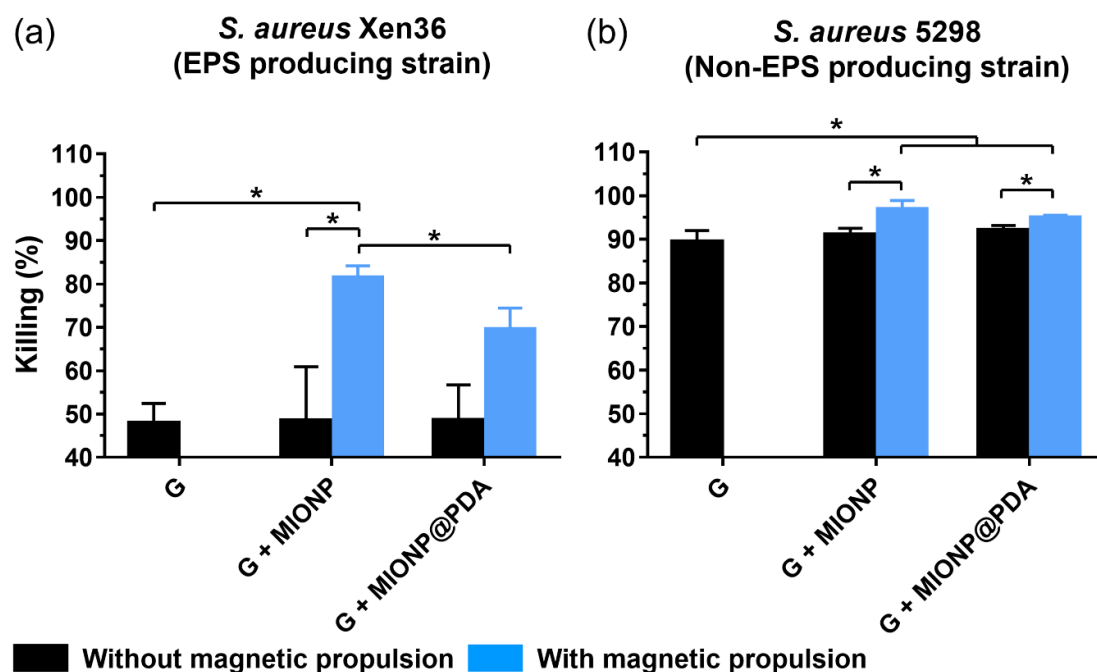 (a)
S. aureus Xen36
(EPS producing strain)
Killing (%)
110
100
90
80
70
60
50
40
*
*
*
G
G + MIONP
G + MIONP@PDA
(b)
S. aureus 5298
(Non-EPS producing strain)
110
100
90
80
70
60
50
40
*
*
*
G
G + MIONP
G + MIONP@PDA
Without magnetic propulsion
With magnetic propulsion